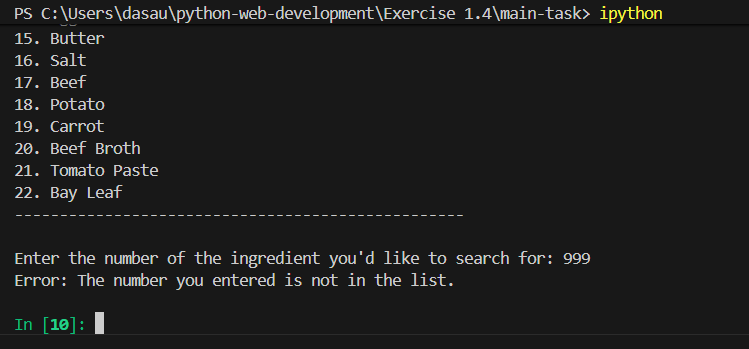 PS C:\Users\dasau\python-web-development\Exercise 1.4\main-task> ipython
15. Butter
16. Salt
17. Beef
18. Potato
19. Carrot
20. Beef Broth
21. Tomato Paste
22. Bay Leaf
--------------------------------------------------
Enter the number of the ingredient you'd like to search for: 999
Error: The number you entered is not in the list.
In [10]: